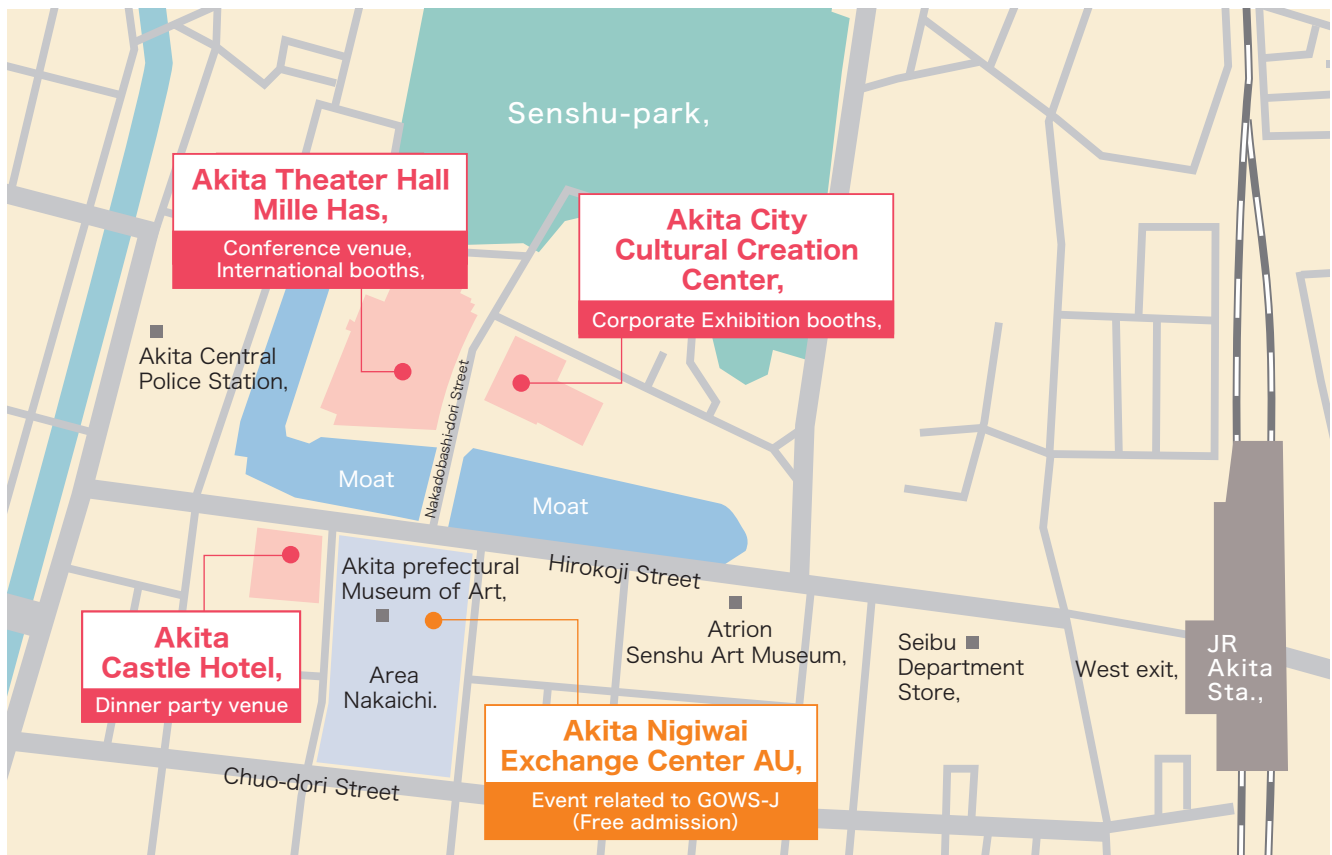 Senshu-park,
Akita Theater Hall
Mille Has,
Conference venue,
International booths,
Akita City
Cultural Creation
Center,
Corporate Exhibition booths,
Akita Central
Police Station,
Nakadobashi-dori Street
Moat
Moat
Hirokoji Street
Akita prefectural
Museum of Art,
Area
Nakaichi.
Atrion
Senshu Art Museum,
Seibu
Department
Store,
West exit,
JR
Akita
Sta.,
Akita
Castle Hotel,
Dinner party venue
Akita Nigiwai
Exchange Center AU,
Event related to GOWS-J
(Free admission)
Chuo-dori Street